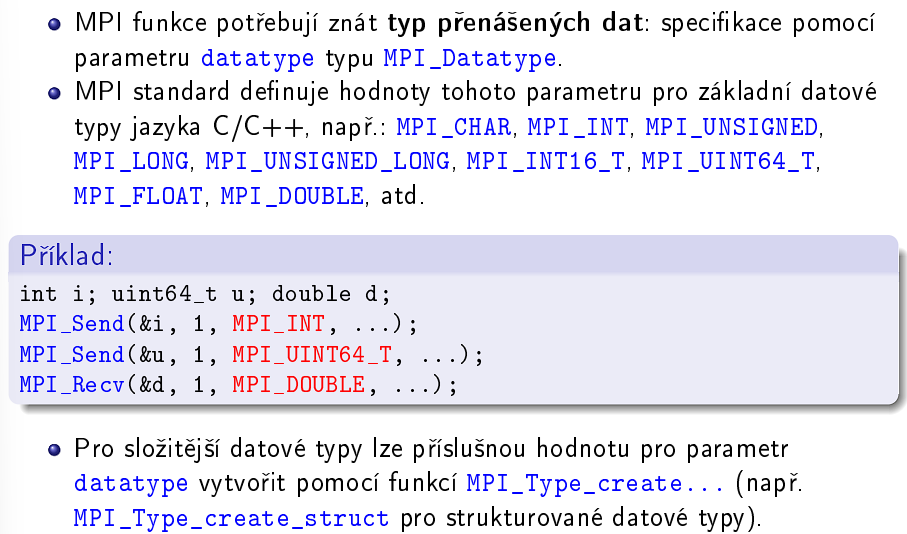 MPI funkce potřebují znát typ přenášených dat: specifikace pomocí
parametru datatype typu MPI_Datatype.
MPI standard definuje hodnoty tohoto parametru pro základní datové
typy jazyka C/C++, např.: MPI_CHAR, MPI_INT, MPI_UNSIGNED,
MPI_LONG, MPI_UNSIGNED_LONG, MPI_INT16_T, MPI_UINT64_T,
MPI_FLOAT, MPI_DOUBLE, atd.
Příklad:
int i; uint64_t u; double d;
MPI_Send(&i, 1, MPI_INT, ...);
MPI_Send(&u, 1, MPI_UINT64_T, ...);
MPI_Recv(&d, 1, MPI_DOUBLE, ...);
Pro složitější datové typy lze příslušnou hodnotu pro parametr
datatype vytvořit pomocí funkcí MPI_Type_create... (např.
MPI_Type_create_struct pro strukturované datové typy).